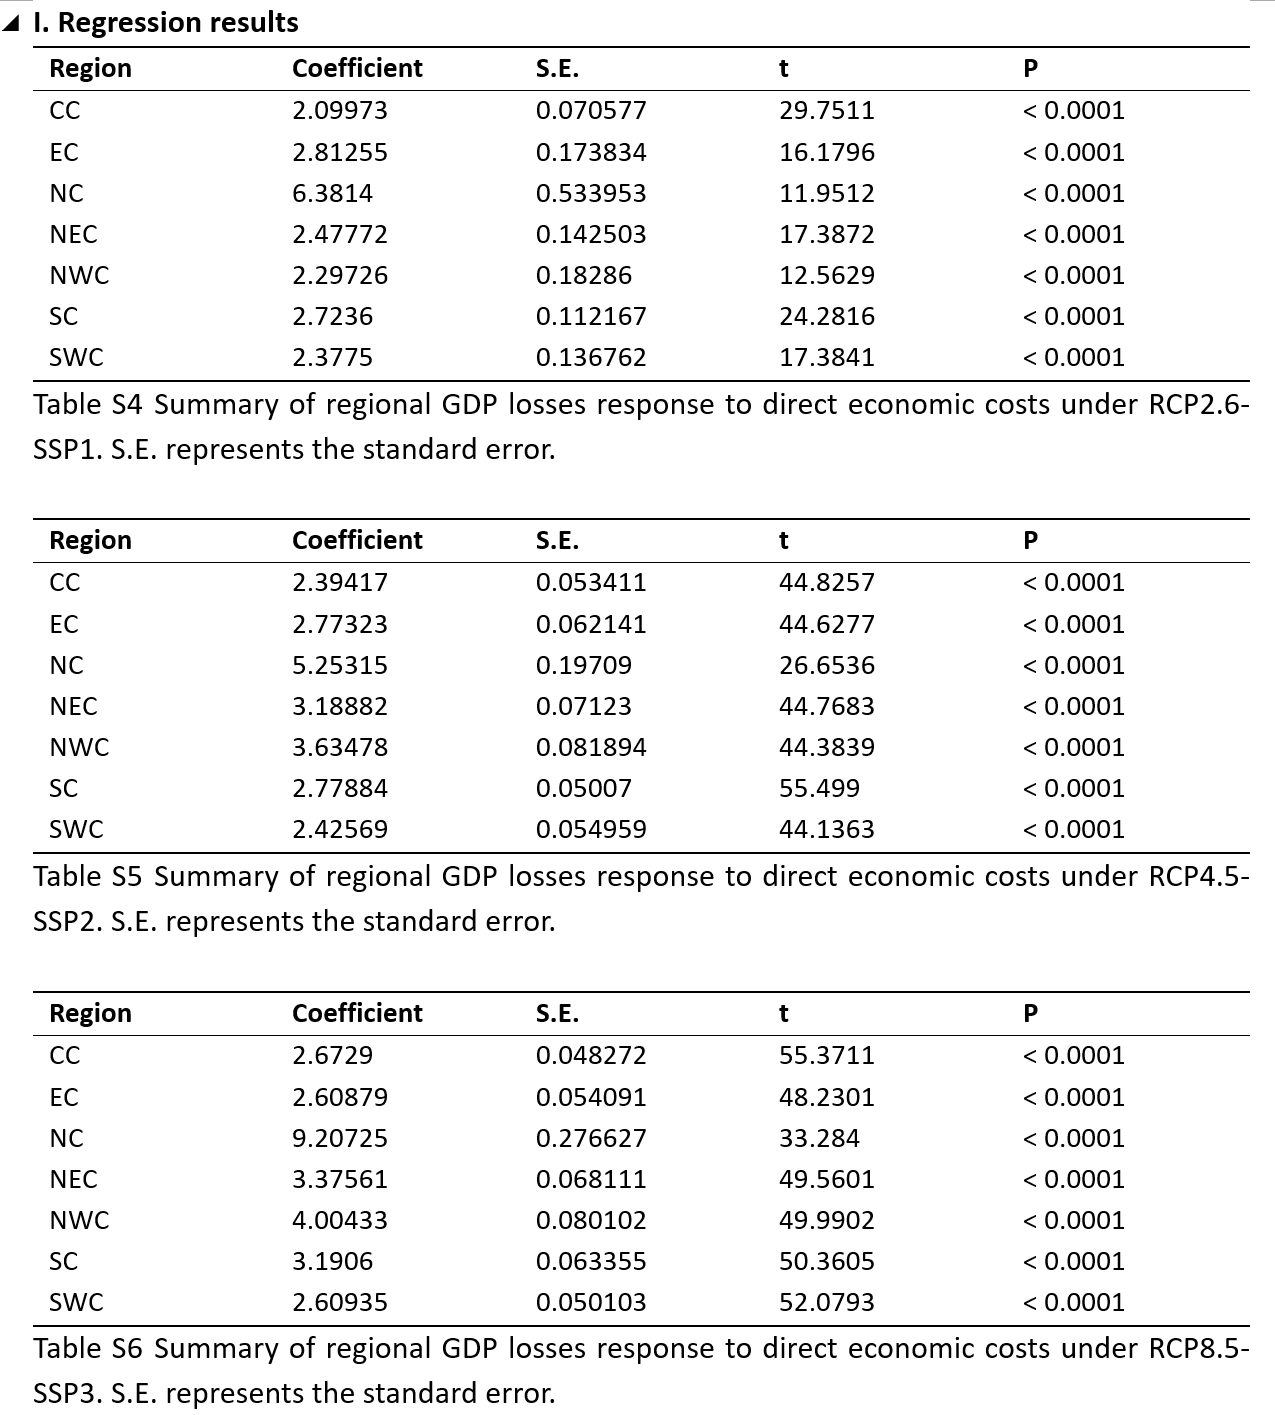 I. Regression results
Region Coefficient S.E. t P
CC 2.09973 0.070577 29.7511 < 0.0001
EC 2.81255 0.173834 16.1796 < 0.0001
NC 6.3814 0.533953 11.9512 < 0.0001
NEC 2.47772 0.142503 17.3872 < 0.0001
NWC 2.29726 0.18286 12.5629 < 0.0001
SC 2.7236 0.112167 24.2816 < 0.0001
SWC 2.3775 0.136762 17.3841 < 0.0001
Table S4 Summary of regional GDP losses response to direct economic costs under RCP2.6-
SSP1. S.E. represents the standard error.
Region Coefficient S.E. t P
CC 2.39417 0.053411 44.8257 < 0.0001
EC 2.77323 0.062141 44.6277 < 0.0001
NC 5.25315 0.19709 26.6536 < 0.0001
NEC 3.18882 0.07123 44.7683 < 0.0001
NWC 3.63478 0.081894 44.3839 < 0.0001
SC 2.77884 0.05007 55.499 < 0.0001
SWC 2.42569 0.054959 44.1363 < 0.0001
Table S5 Summary of regional GDP losses response to direct economic costs under RCP4.5-
SSP2. S.E. represents the standard error.
Region Coefficient S.E. t P
CC 2.6729 0.048272 55.3711 < 0.0001
EC 2.60879 0.054091 48.2301 < 0.0001
NC 9.20725 0.276627 33.284 < 0.0001
NEC 3.37561 0.068111 49.5601 < 0.0001
NWC 4.00433 0.080102 49.9902 < 0.0001
SC 3.1906 0.063355 50.3605 < 0.0001
SWC 2.60935 0.050103 52.0793 < 0.0001
Table S6 Summary of regional GDP losses response to direct economic costs under RCP8.5-
SSP3. S.E. represents the standard error.